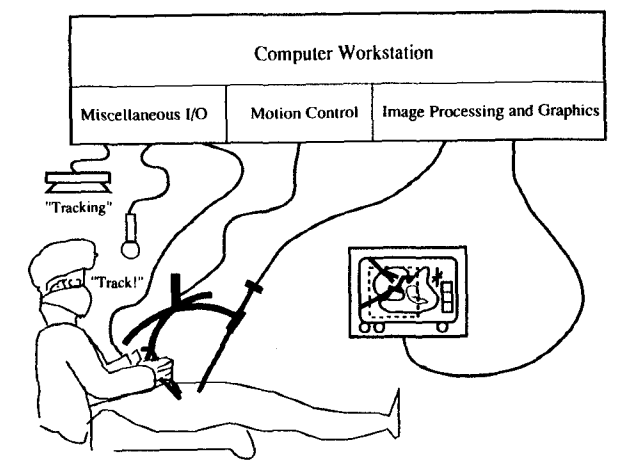 Computer Workstation
Miscellaneous I/O
Motion Control
Image Processing and Graphics
"Tracking"
"Track!"